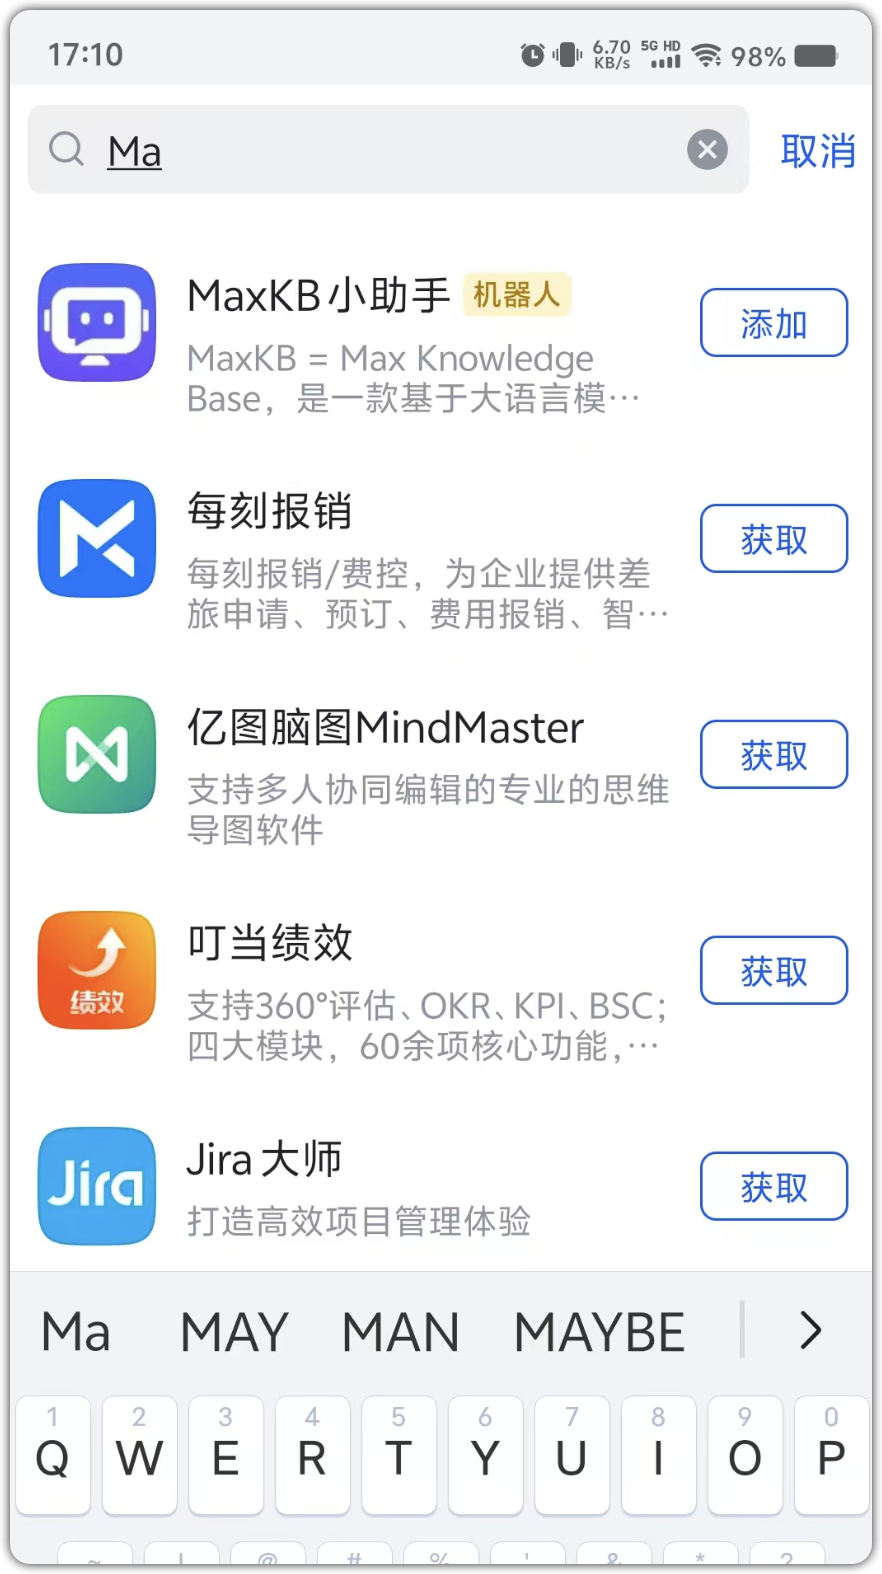 17:10
6.70 KB/s 5G HD 98%
Ma
取消
MaxKB小助手 机器人
MaxKB = Max Knowledge
Base，是一款基于大语言模…
添加
每刻报销
每刻报销/费控，为企业提供差
旅申请、预订、费用报销、智…
获取
亿图脑图MindMaster
支持多人协同编辑的专业的思维
导图软件
获取
绩效
叮当绩效
支持360°评估、OKR、KPI、BSC；
四大模块，60余项核心功能，…
获取
Jira
Jira 大师
打造高效项目管理体验
获取
Ma MAY MAN MAYBE
1 2 3 4 5 6 7 8 9 0
Q W E R T Y U I O P
~ ! @ # % ' & * ?